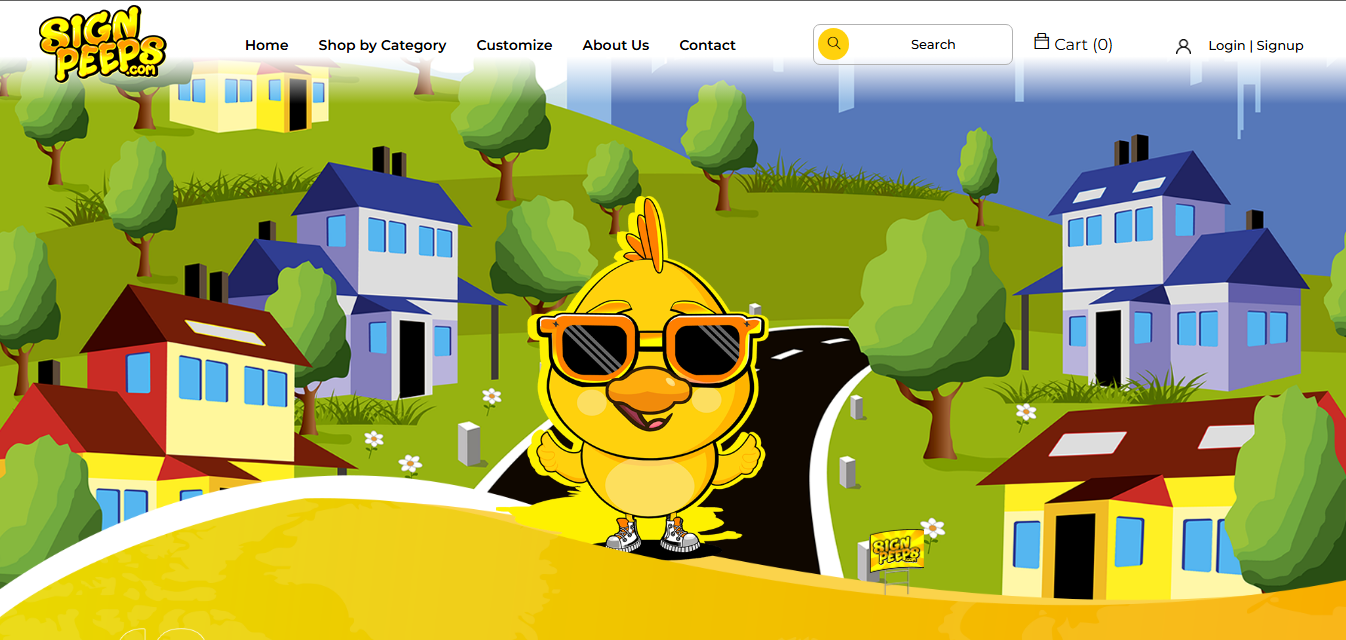 SIGN
PEEPS
.COM
Home
Shop by Category
Customize
About Us
Contact
Search
Cart (0)
Login | Signup
SIGN
PEEPS